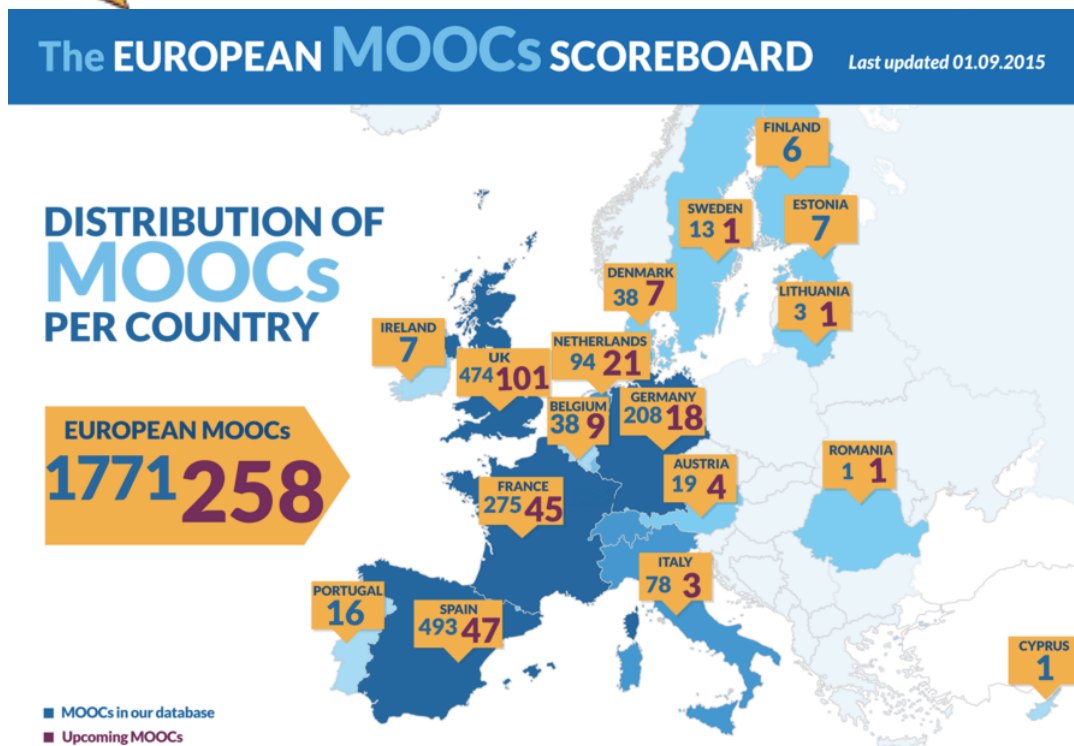 The EUROPEAN MOOCs SCOREBOARD
Last updated 01.09.2015
DISTRIBUTION OF
MOOCs
PER COUNTRY
EUROPEAN MOOCs
1771 258
FINLAND
6
SWEDEN
13 1
ESTONIA
7
DENMARK
38 7
LITHUANIA
3 1
IRELAND
7
UK
474 101
NETHERLANDS
94 21
BELGIUM
38 9
GERMANY
208 18
AUSTRIA
19 4
ROMANIA
1 1
FRANCE
275 45
ITALY
78 3
PORTUGAL
16
SPAIN
493 47
CYPRUS
1
MOOCs in our database
Upcoming MOOCs